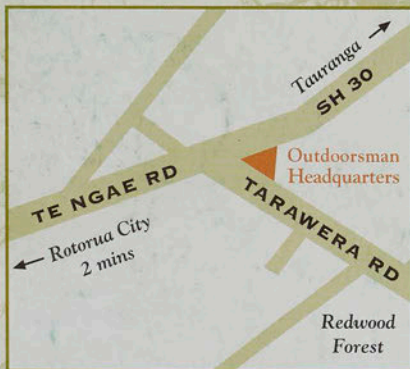 Tauranga
SH 30
Outdoorsman
Headquarters
TE NGAE RD
TARAWERA RD
Rotorua City
2 mins
Redwood
Forest